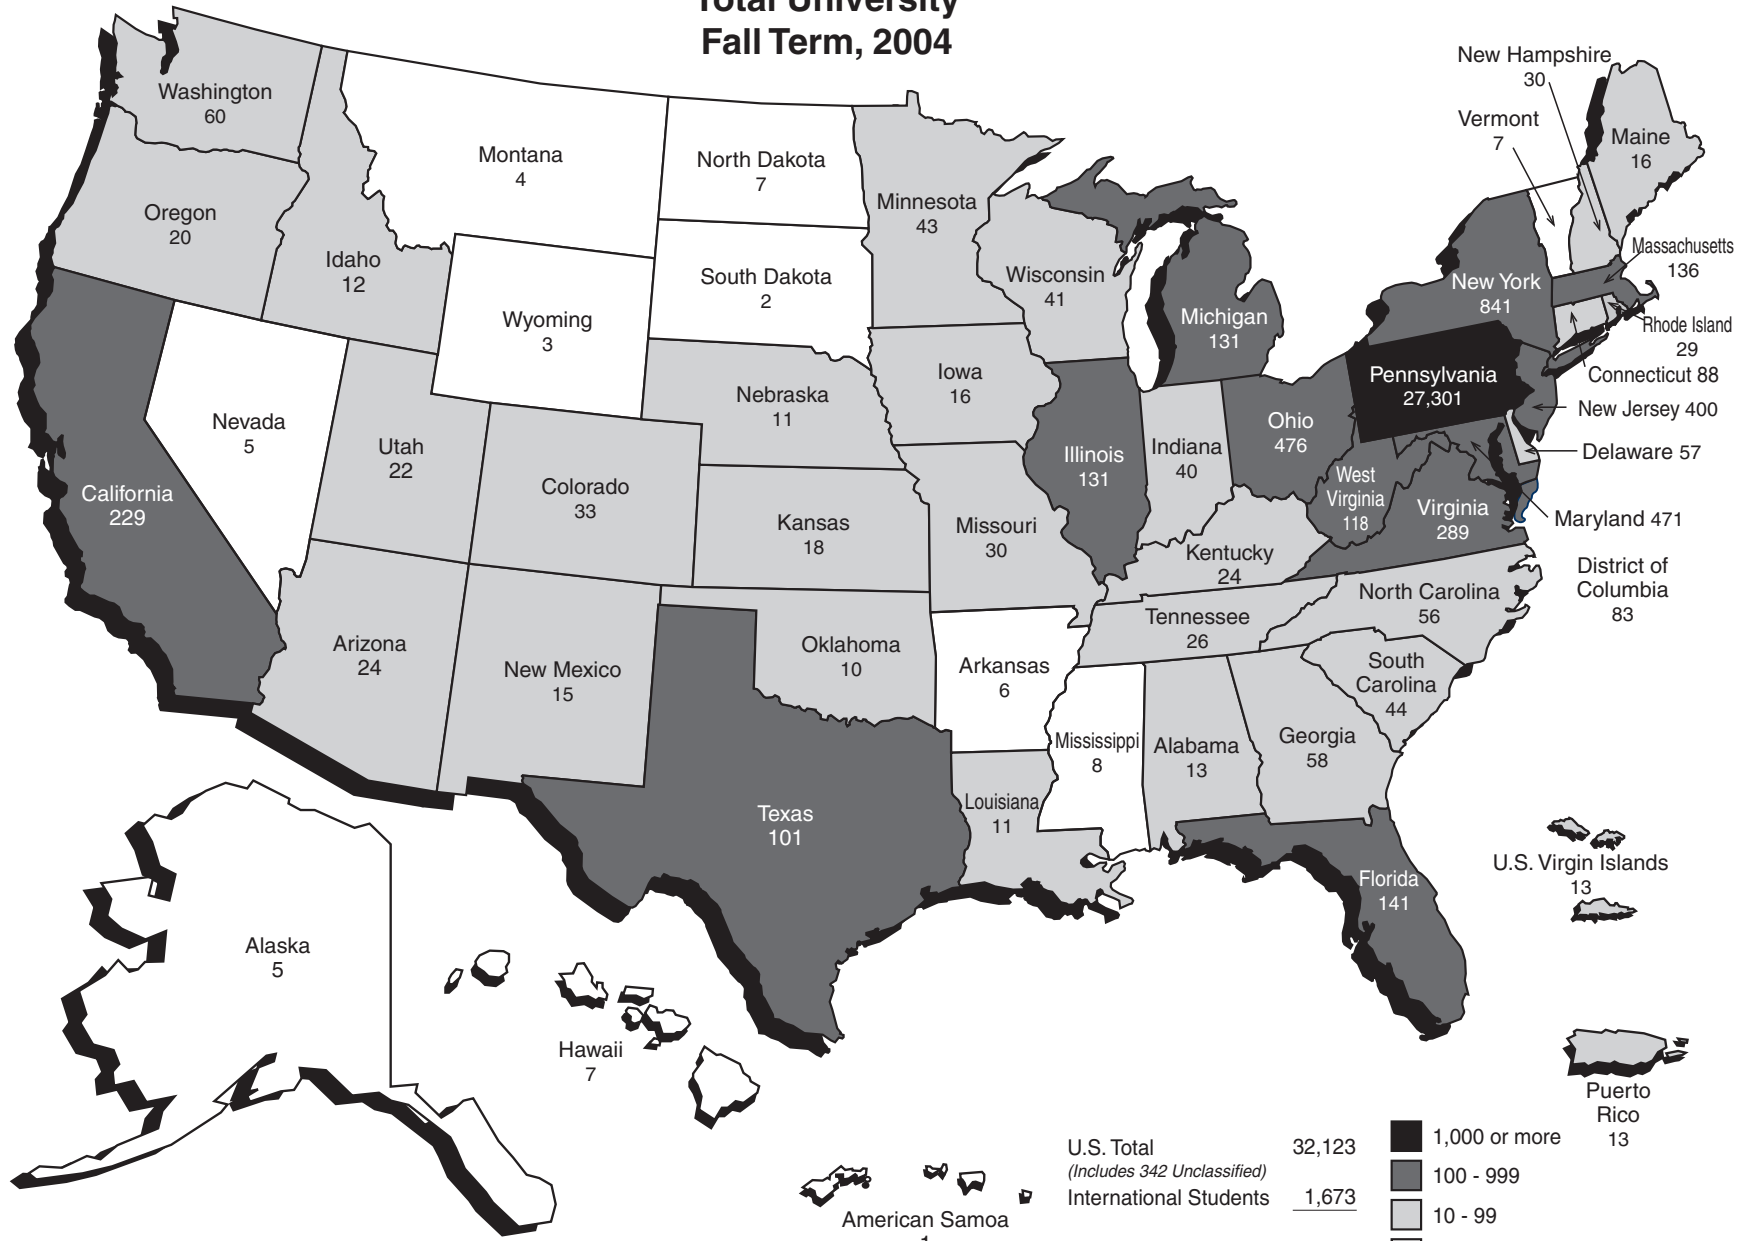 Total University
Fall Term, 2004
New Hampshire
30
Vermont
7
Maine
16
Washington
60
Montana
4
North Dakota
7
Minnesota
43
Oregon
20
Idaho
12
South Dakota
2
Wisconsin
41
Wyoming
3
Michigan
131
New York
841
Massachusetts
136
Rhode Island
29
Connecticut 88
Pennsylvania
27,301
New Jersey 400
Delaware 57
Maryland 471
District of
Columbia
83
Nevada
5
Utah
22
California
229
Colorado
33
Nebraska
11
Iowa
16
Kansas
18
Missouri
30
Illinois
131
Indiana
40
Ohio
476
West
Virginia
118
Virginia
289
Kentucky
24
North Carolina
56
Tennessee
26
South
Carolina
44
Arizona
24
New Mexico
15
Oklahoma
10
Arkansas
6
Mississippi
8
Alabama
13
Georgia
58
Texas
101
Louisiana
11
Florida
141
U.S. Virgin Islands
13
Alaska
5
Hawaii
7
Puerto
Rico
13
American Samoa
U.S. Total 32,123
(Includes 342 Unclassified)
International Students 1,673
1,000 or more
100 - 999
10 - 99